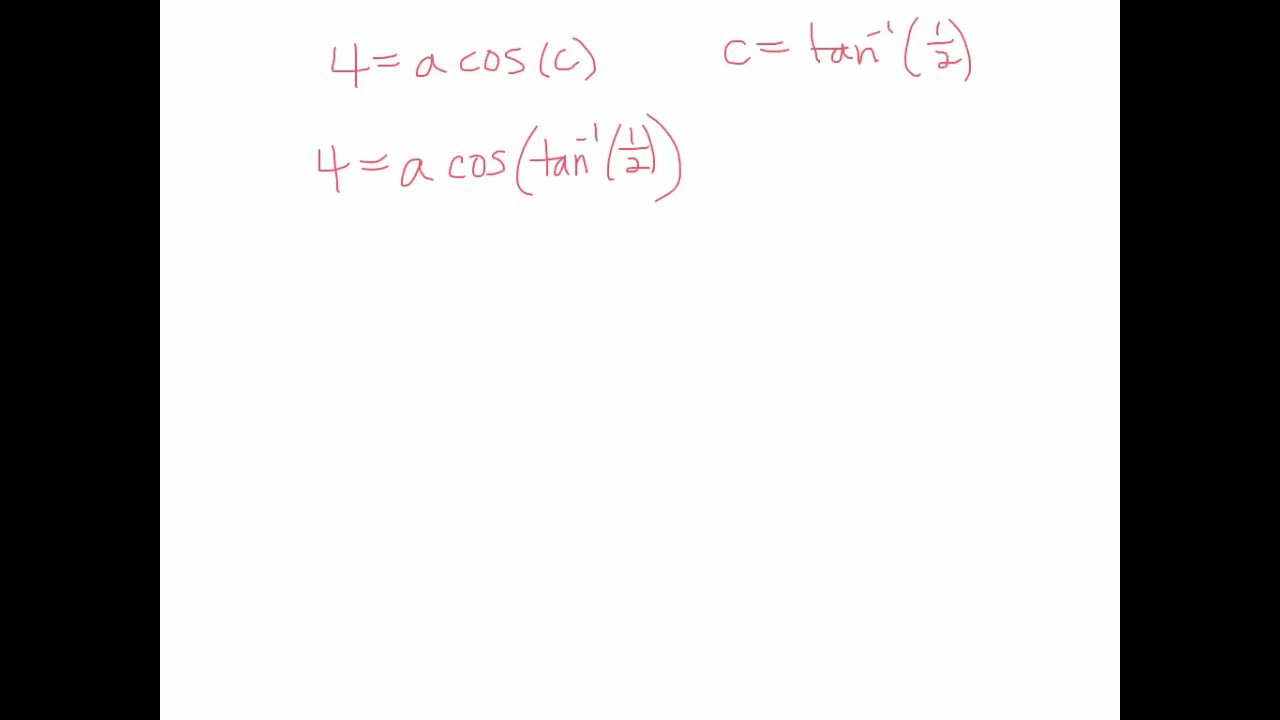 4 = a cos(c) c = tan⁻¹(1/2)
4 = a cos(tan⁻¹(1/2))